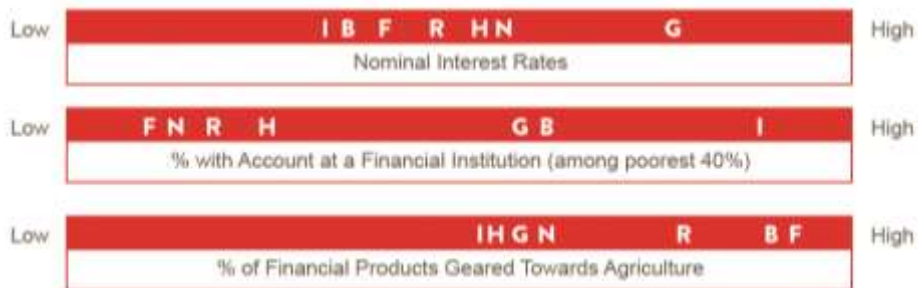 Low I B F R H N G High
Nominal Interest Rates
Low F N R H G B I High
% with Account at a Financial Institution (among poorest 40%)
Low I H G N R B F High
% of Financial Products Geared Towards Agriculture